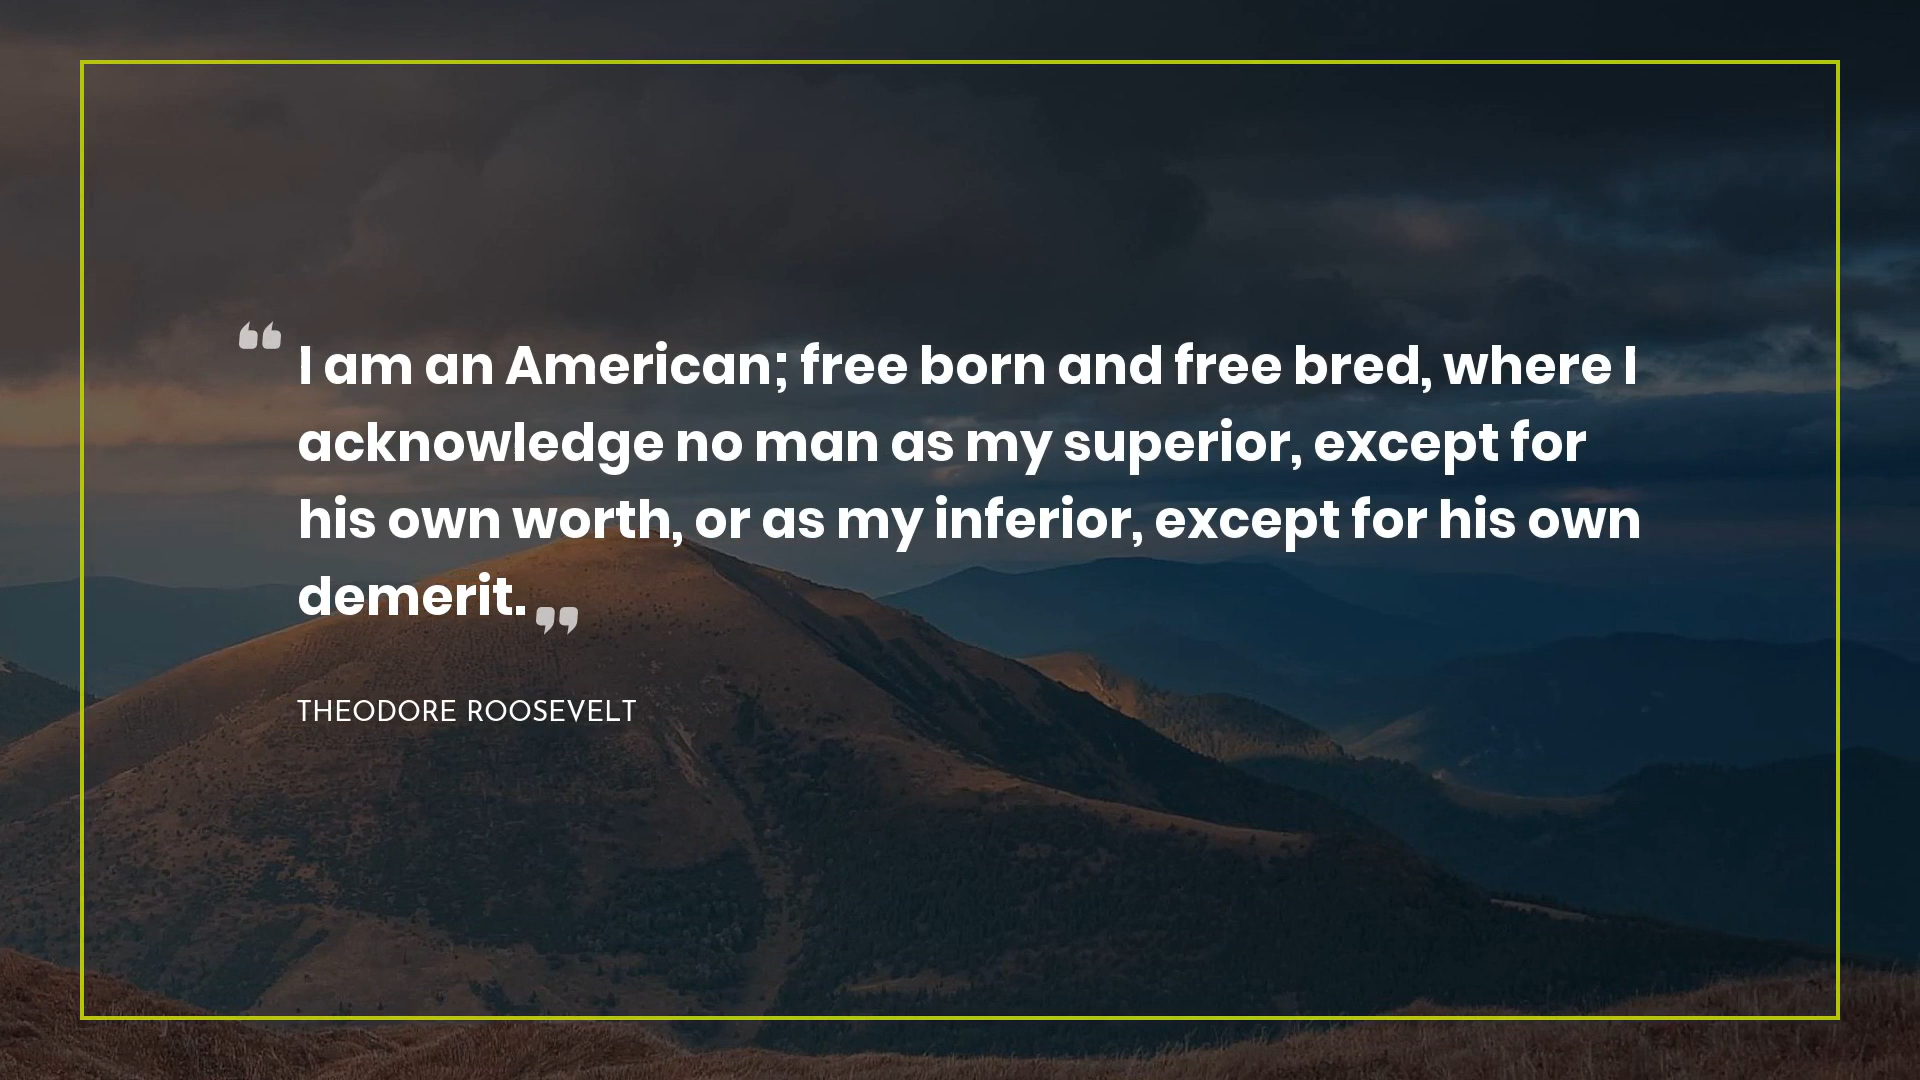 “I am an American; free born and free bred, where I
acknowledge no man as my superior, except for
his own worth, or as my inferior, except for his own
demerit.”
THEODORE ROOSEVELT